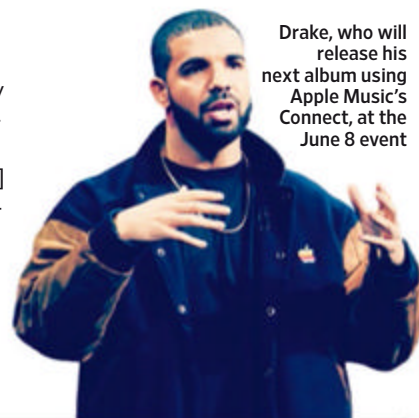 Drake, who will
release his
next album using
Apple Music's
Connect, at the
June 8 event